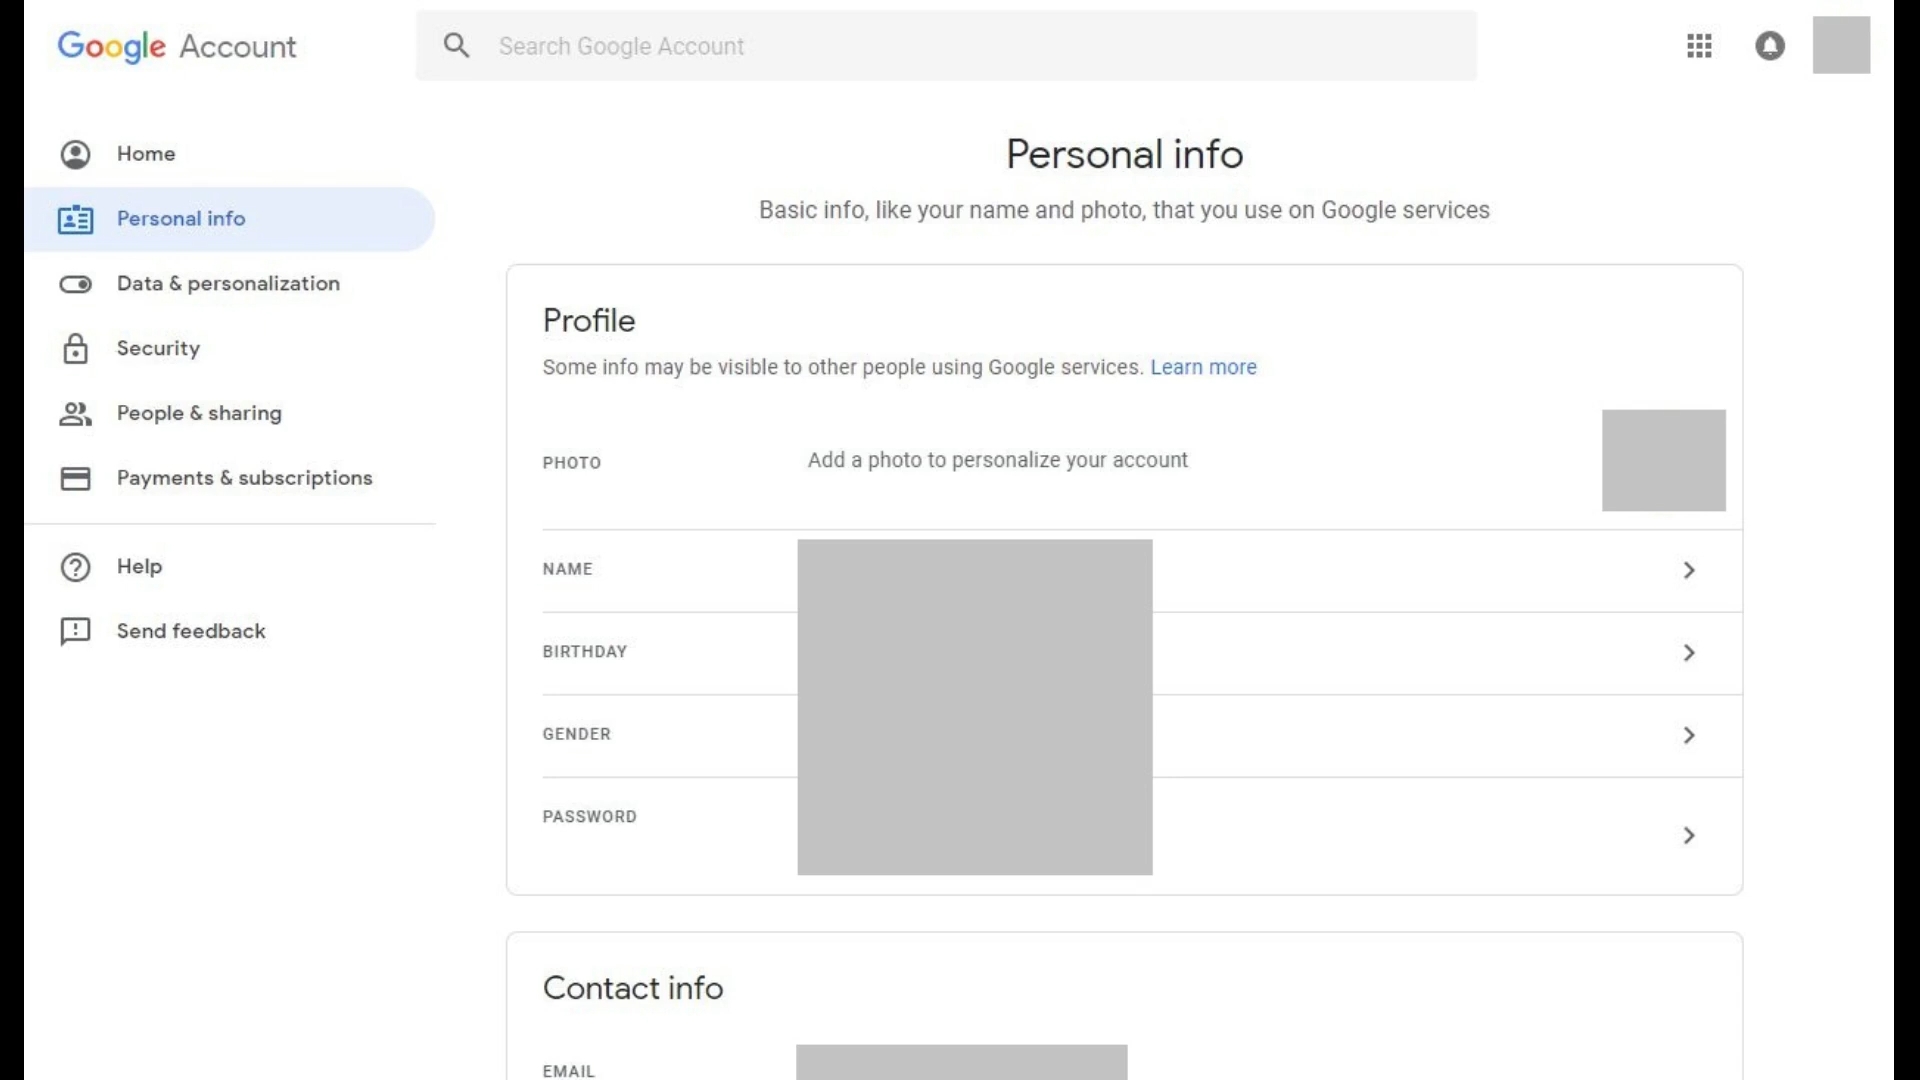 Google Account
Search Google Account
Home
Personal info
Data & personalization
Security
People & sharing
Payments & subscriptions
Help
Send feedback
Personal info
Basic info, like your name and photo, that you use on Google services
Profile
Some info may be visible to other people using Google services. Learn more
PHOTO Add a photo to personalize your account
NAME
BIRTHDAY
GENDER
PASSWORD
Contact info
EMAIL